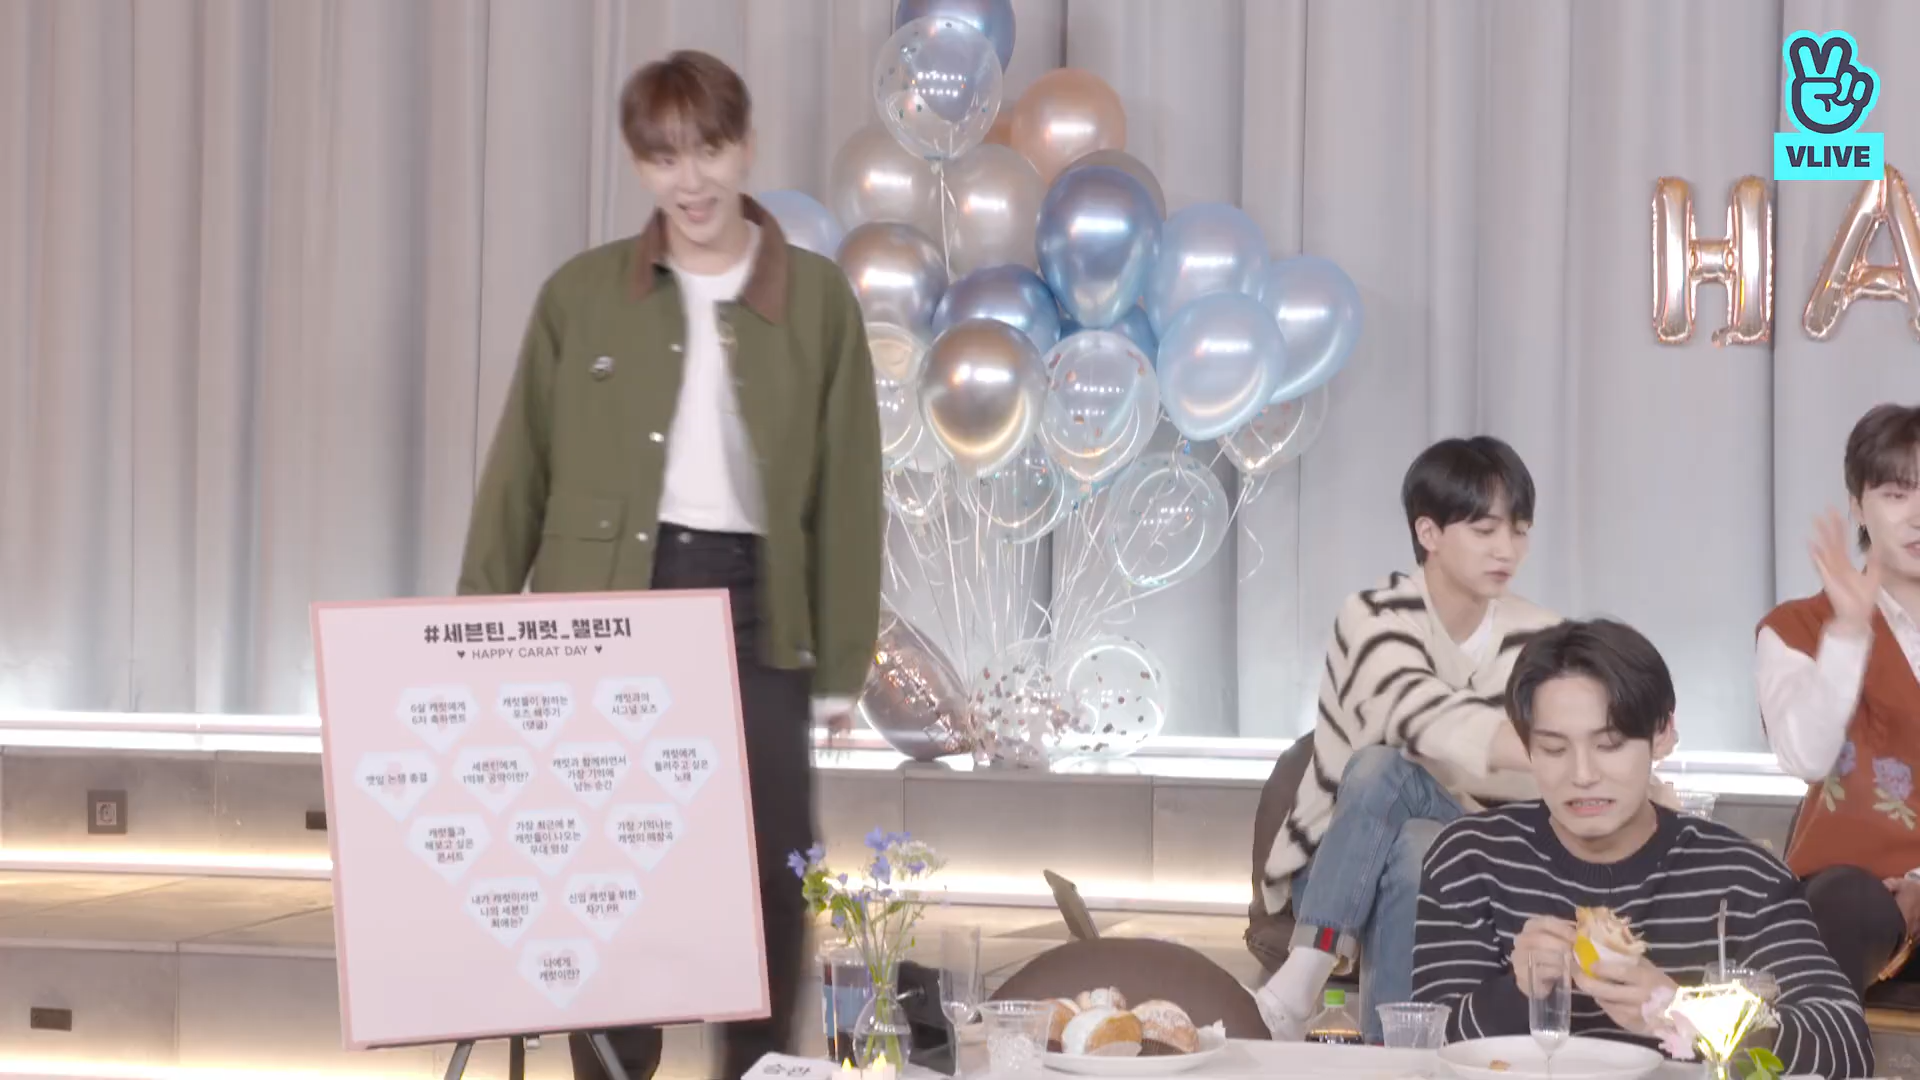 VLIVE
HA
#세븐틴_캐럿_챌린지
♥ HAPPY CARAT DAY ♥
6살 캐럿에게
6차 축하멘트
캐럿들이 원하는
포즈 해주기
(댓글)
캐럿과의
시그널 포즈
깻잎 논쟁 종결
세븐틴에게
1억뷰 공약이란?
캐럿과 함께하면서
가장 기억에
남는 순간
캐럿에게
들려주고 싶은
노래
캐럿들과
해보고 싶은
콘서트
가장 최근에 본
캐럿들이 나오는
무대 영상
가장 기억나는
캐럿의 떼창곡
내가 캐럿이라면
나의 세븐틴
최애는?
신입 캐럿을 위한
자기 PR
나에게
캐럿이란?